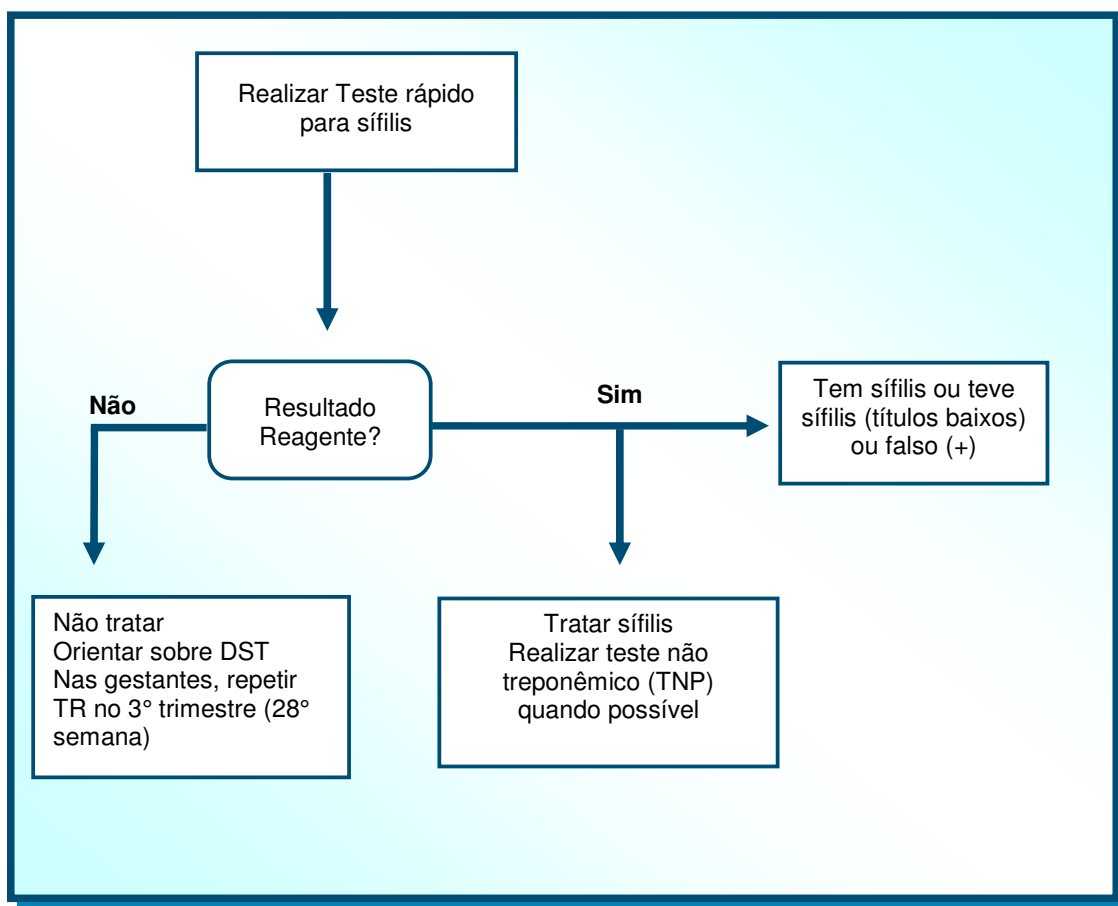 Realizar Teste rápido
para sífilis
Não
Resultado
Reagente?
Sim
Tem sífilis ou teve
sífilis (títulos baixos)
ou falso (+)
Não tratar
Orientar sobre DST
Nas gestantes, repetir
TR no 3° trimestre (28°
semana)
Tratar sífilis
Realizar teste não
treponêmico (TNP)
quando possível